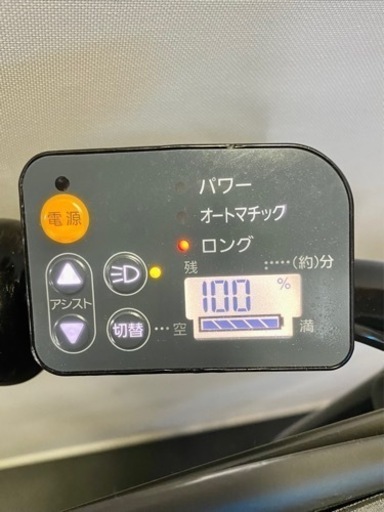 パワー
電源
オートマチック
ロング
残 ･････(約)分
アシスト
100 %
切替 ･･･ 空 満